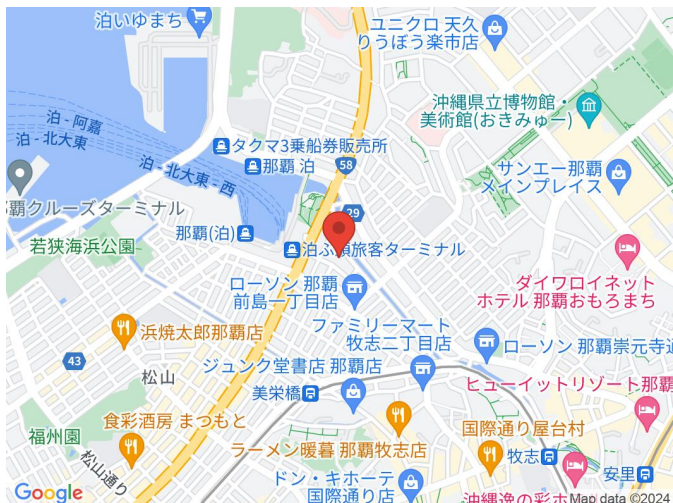 泊いゆまち
ユニクロ 天久
りうぼう楽市店
沖縄県立博物館・
美術館(おきみゅー)
泊 - 阿嘉
泊 - 北大東
タクマ3乗船券販売所
泊 - 北大東 - 西
那覇 泊
58
サンエー那覇
メインプレイス
覇クルーズターミナル
29
那覇(泊)
若狭海浜公園
泊ふ頭旅客ターミナル
ローソン 那覇
前島一丁目店
ダイワロイネット
ホテル 那覇おもろまち
浜焼太郎那覇店
ファミリーマート
牧志二丁目店
ローソン 那覇崇元寺通
43
松山
ジュンク堂書店 那覇店
美栄橋
ヒューイットリゾート那覇
食彩酒房 まつもと
福州園
松山通り
ラーメン暖暮 那覇牧志店
国際通り屋台村
牧志
安里
ドン・キホーテ
国際通り店
沖縄逸の彩ホ
Google
Map data ©2024